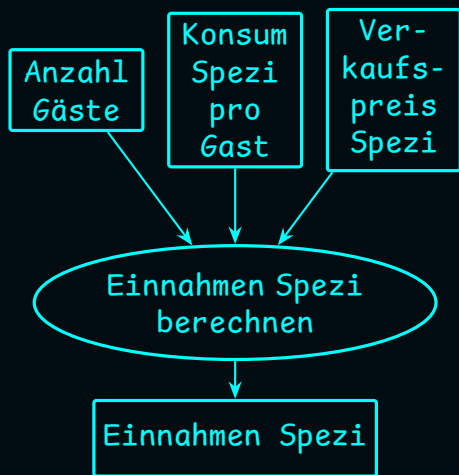 Anzahl
Gäste
Konsum
Spezi
pro
Gast
Ver-
kaufs-
preis
Spezi
Einnahmen Spezi
berechnen
Einnahmen Spezi